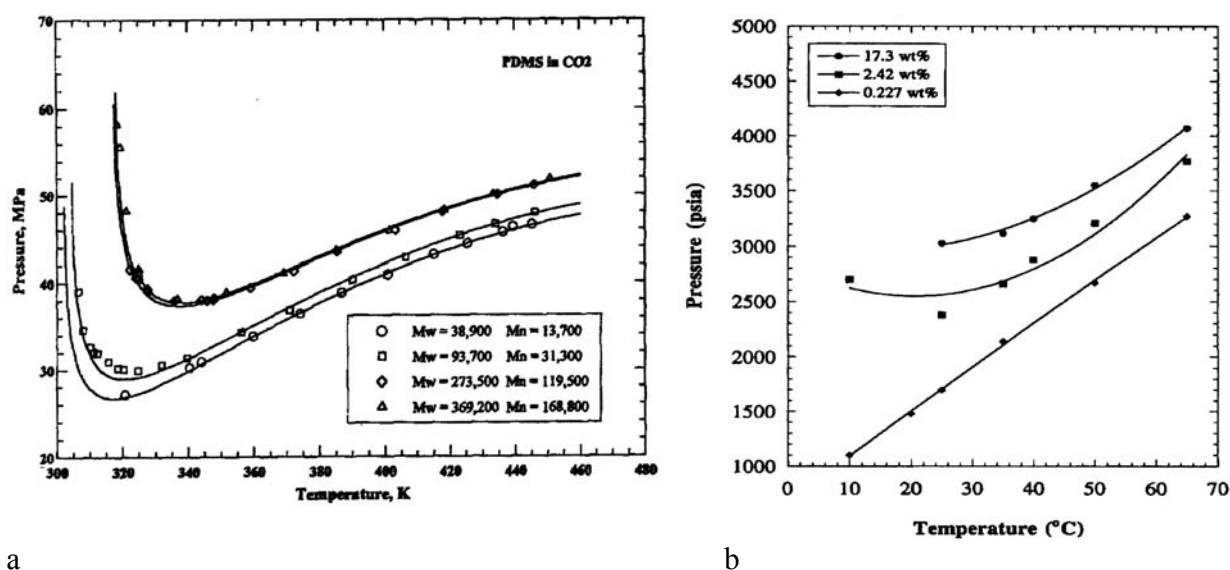 70
60
50
40
30
20
Pressure, MPa
PDMS in CO2
Mw = 38,900 Mn = 13,700
Mw = 93,700 Mn = 31,300
Mw = 273,500 Mn = 119,500
Mw = 369,200 Mn = 168,800
300 320 340 360 380 400 420 440 460 480
Temperature, K
a
5000
4500
4000
3500
3000
2500
2000
1500
1000
Pressure (psia)
17.3 wt%
2.42 wt%
0.227 wt%
0 10 20 30 40 50 60 70
Temperature (°C)
b